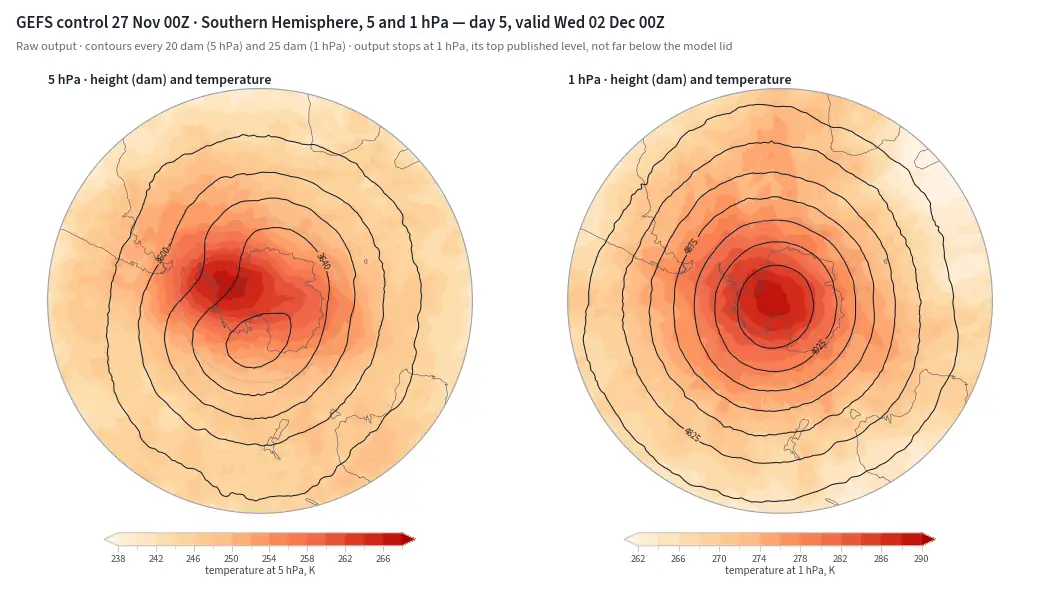 GEFS control 27 Nov 00Z · Southern Hemisphere, 5 and 1 hPa — day 5, valid Wed 02 Dec 00Z
Raw output · contours every 20 dam (5 hPa) and 25 dam (1 hPa) · output stops at 1 hPa, its top published level, not far below the model lid
5 hPa · height (dam) and temperature
1 hPa · height (dam) and temperature
3600
3640
4875
4925
4825
238 242 246 250 254 258 262 266
temperature at 5 hPa, K
262 266 270 274 278 282 286 290
temperature at 1 hPa, K